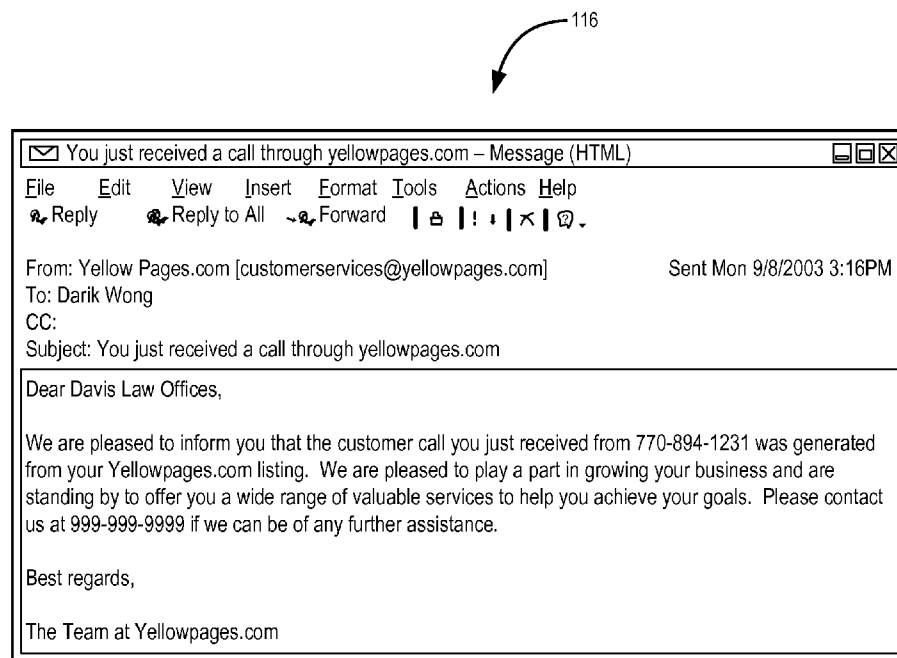 116
You just received a call through yellowpages.com – Message (HTML)
File Edit View Insert Format Tools Actions Help
Reply Reply to All Forward
From: Yellow Pages.com [customerservices@yellowpages.com] Sent Mon 9/8/2003 3:16PM
To: Darik Wong
CC:
Subject: You just received a call through yellowpages.com
Dear Davis Law Offices,
We are pleased to inform you that the customer call you just received from 770-894-1231 was generated
from your Yellowpages.com listing. We are pleased to play a part in growing your business and are
standing by to offer you a wide range of valuable services to help you achieve your goals. Please contact
us at 999-999-9999 if we can be of any further assistance.
Best regards,
The Team at Yellowpages.com